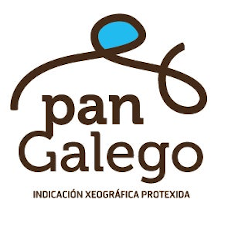 pan
Galego
INDICACIÓN XEOGRÁFICA PROTEXIDA